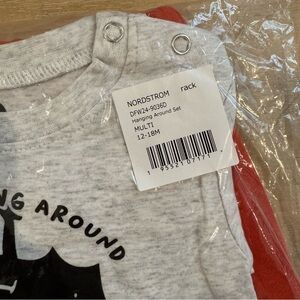 NORDSTROM rack
DFW24-9036D
Hanging Around Set
MULTI
12-18M
NG AROUND